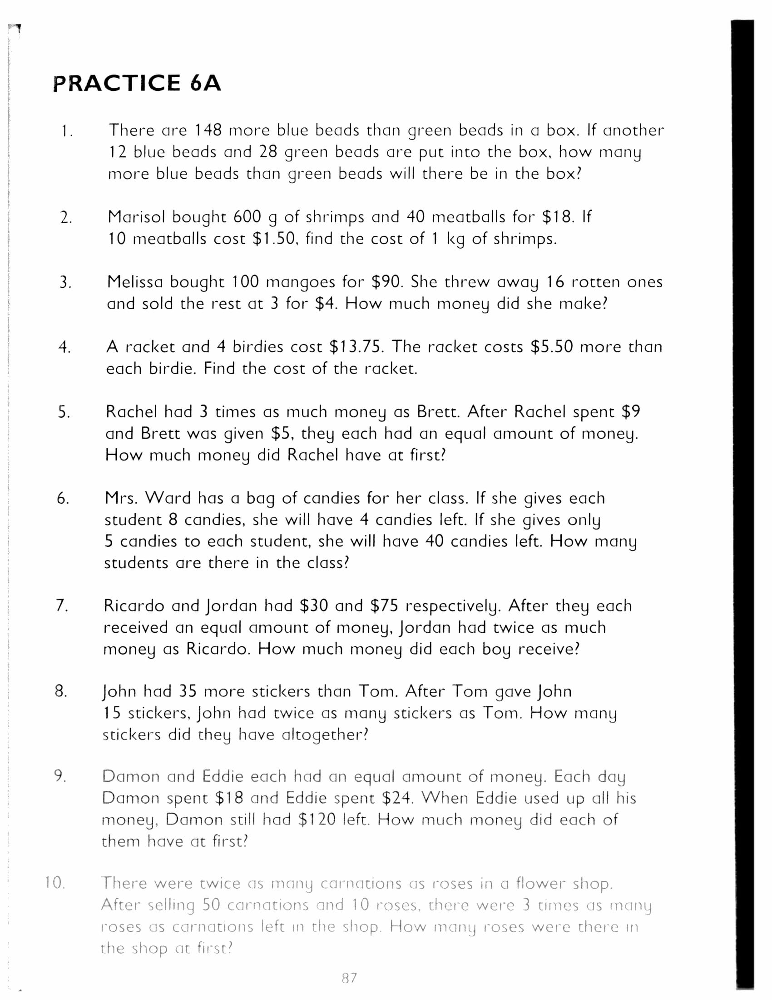 PRACTICE 6A
1. There are 148 more blue beads than green beads in a box. If another
12 blue beads and 28 green beads are put into the box, how many
more blue beads than green beads will there be in the box?
2. Marisol bought 600 g of shrimps and 40 meatballs for $18. If
10 meatballs cost $1.50, find the cost of 1 kg of shrimps.
3. Melissa bought 100 mangoes for $90. She threw away 16 rotten ones
and sold the rest at 3 for $4. How much money did she make?
4. A racket and 4 birdies cost $13.75. The racket costs $5.50 more than
each birdie. Find the cost of the racket.
5. Rachel had 3 times as much money as Brett. After Rachel spent $9
and Brett was given $5, they each had an equal amount of money.
How much money did Rachel have at first?
6. Mrs. Ward has a bag of candies for her class. If she gives each
student 8 candies, she will have 4 candies left. If she gives only
5 candies to each student, she will have 40 candies left. How many
students are there in the class?
7. Ricardo and Jordan had $30 and $75 respectively. After they each
received an equal amount of money, Jordan had twice as much
money as Ricardo. How much money did each boy receive?
8. John had 35 more stickers than Tom. After Tom gave John
15 stickers, John had twice as many stickers as Tom. How many
stickers did they have altogether?
9. Damon and Eddie each had an equal amount of money. Each day
Damon spent $18 and Eddie spent $24. When Eddie used up all his
money, Damon still had $120 left. How much money did each of
them have at first?
10. There were twice as many carnations as roses in a flower shop.
After selling 50 carnations and 10 roses, there were 3 times as many
roses as carnations left in the shop. How many roses were there in
the shop at first?
87